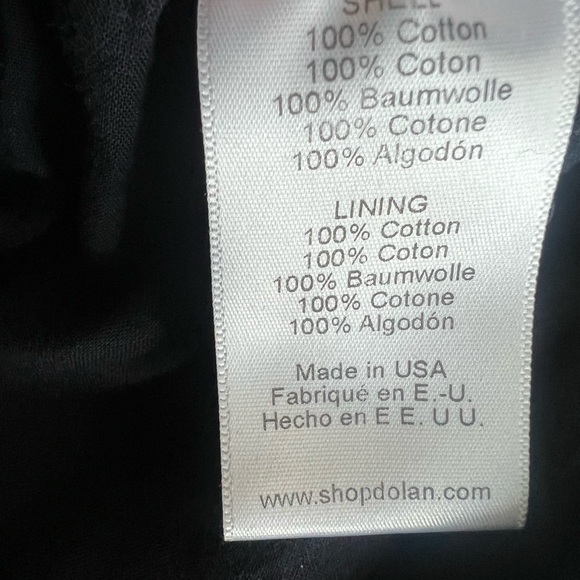 SHELL
100% Cotton
100% Coton
100% Baumwolle
100% Cotone
100% Algodón
LINING
100% Cotton
100% Coton
100% Baumwolle
100% Cotone
100% Algodón
Made in USA
Fabriqué en E.-U.
Hecho en E E. U U.
www.shopdolan.com